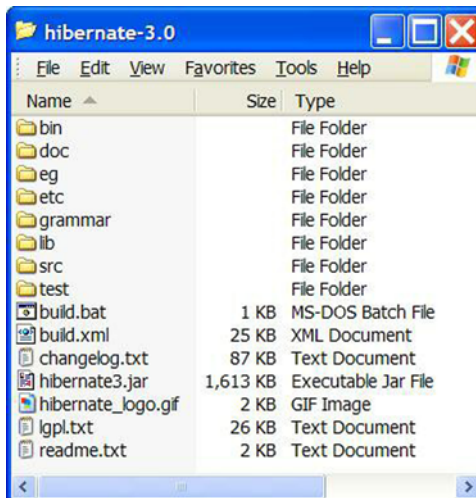 hibernate-3.0
File Edit View Favorites Tools Help
Name Size Type
bin File Folder
doc File Folder
eg File Folder
etc File Folder
grammar File Folder
lib File Folder
src File Folder
test File Folder
build.bat 1 KB MS-DOS Batch File
build.xml 25 KB XML Document
changelog.txt 87 KB Text Document
hibernate3.jar 1,613 KB Executable Jar File
hibernate_logo.gif 2 KB GIF Image
lgpl.txt 26 KB Text Document
readme.txt 2 KB Text Document